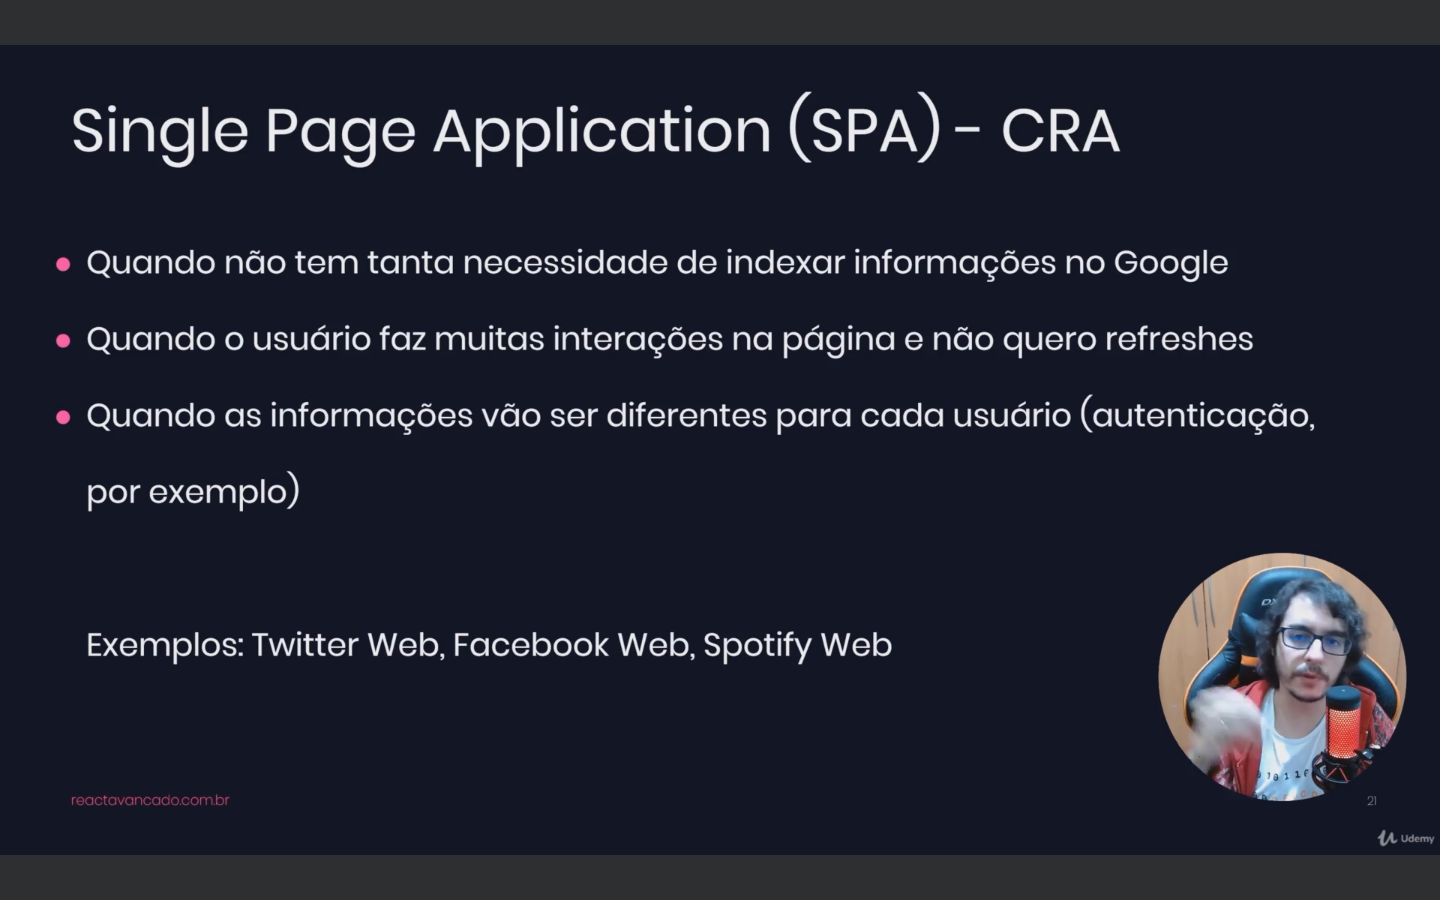 Single Page Application (SPA) - CRA
Quando não tem tanta necessidade de indexar informações no Google
Quando o usuário faz muitas interações na página e não quero refreshes
Quando as informações vão ser diferentes para cada usuário (autenticação,
por exemplo)
Exemplos: Twitter Web, Facebook Web, Spotify Web
reactavancado.com.br
21
Udemy